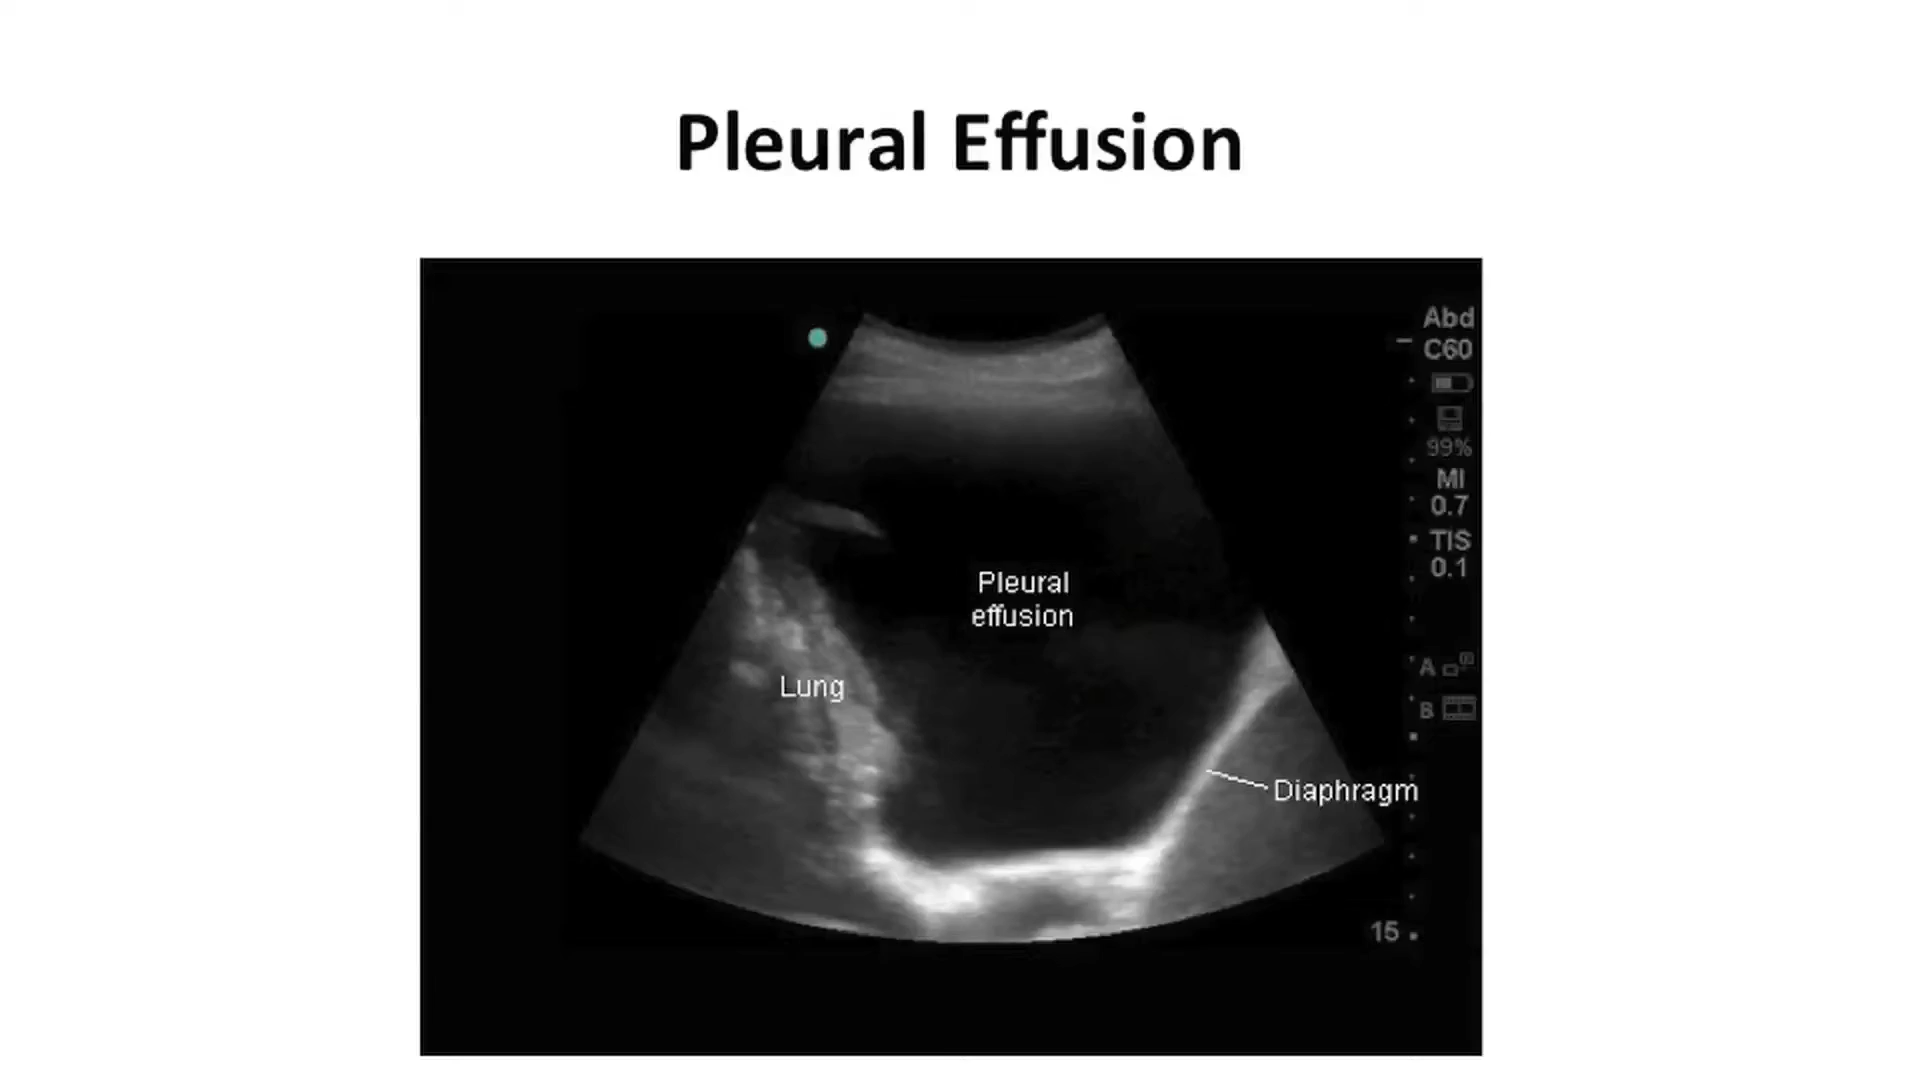 Pleural Effusion
Abd
C60
99%
MI
0.7
TIS
0.1
Pleural
effusion
A
Lung
B
Diaphragm
15